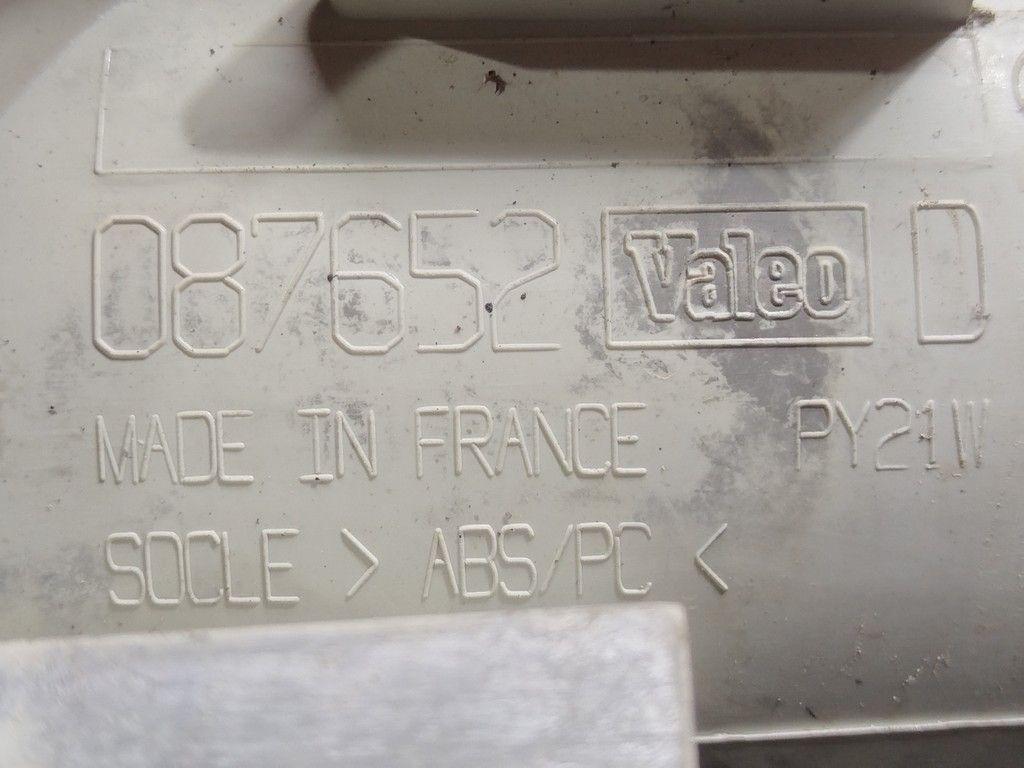 087652 Valeo D
MADE IN FRANCE PY21W
SOCLE > ABS/PC <